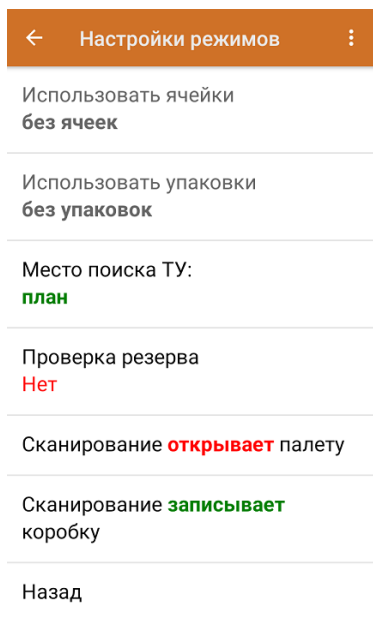 Настройки режимов
Использовать ячейки
без ячеек
Использовать упаковки
без упаковок
Место поиска ТУ:
план
Проверка резерва
Нет
Сканирование открывает палету
Сканирование записывает
коробку
Назад